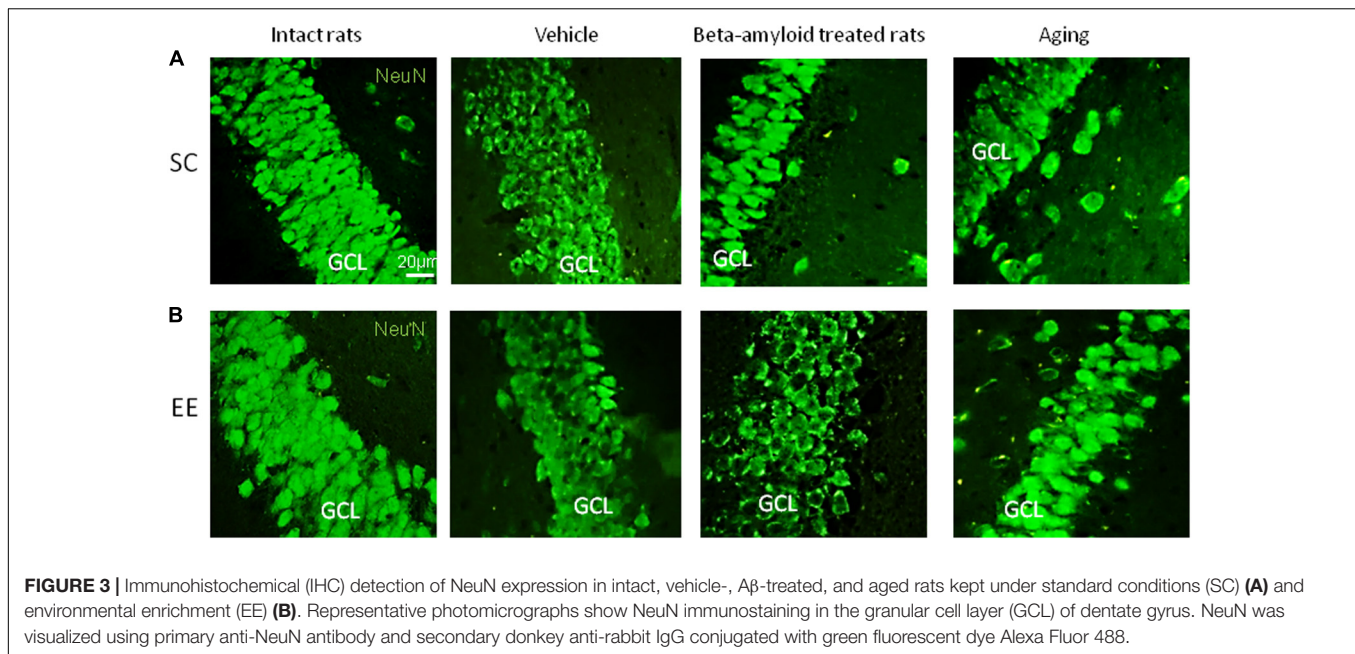 Intact rats Vehicle Beta-amyloid treated rats Aging
A
NeuN
SC
GCL
20µm
GCL
GCL
GCL
B
NeuN
EE
GCL
GCL
GCL
GCL
FIGURE 3 | Immunohistochemical (IHC) detection of NeuN expression in intact, vehicle-, Aβ-treated, and aged rats kept under standard conditions (SC) (A) and
environmental enrichment (EE) (B). Representative photomicrographs show NeuN immunostaining in the granular cell layer (GCL) of dentate gyrus. NeuN was
visualized using primary anti-NeuN antibody and secondary donkey anti-rabbit IgG conjugated with green fluorescent dye Alexa Fluor 488.